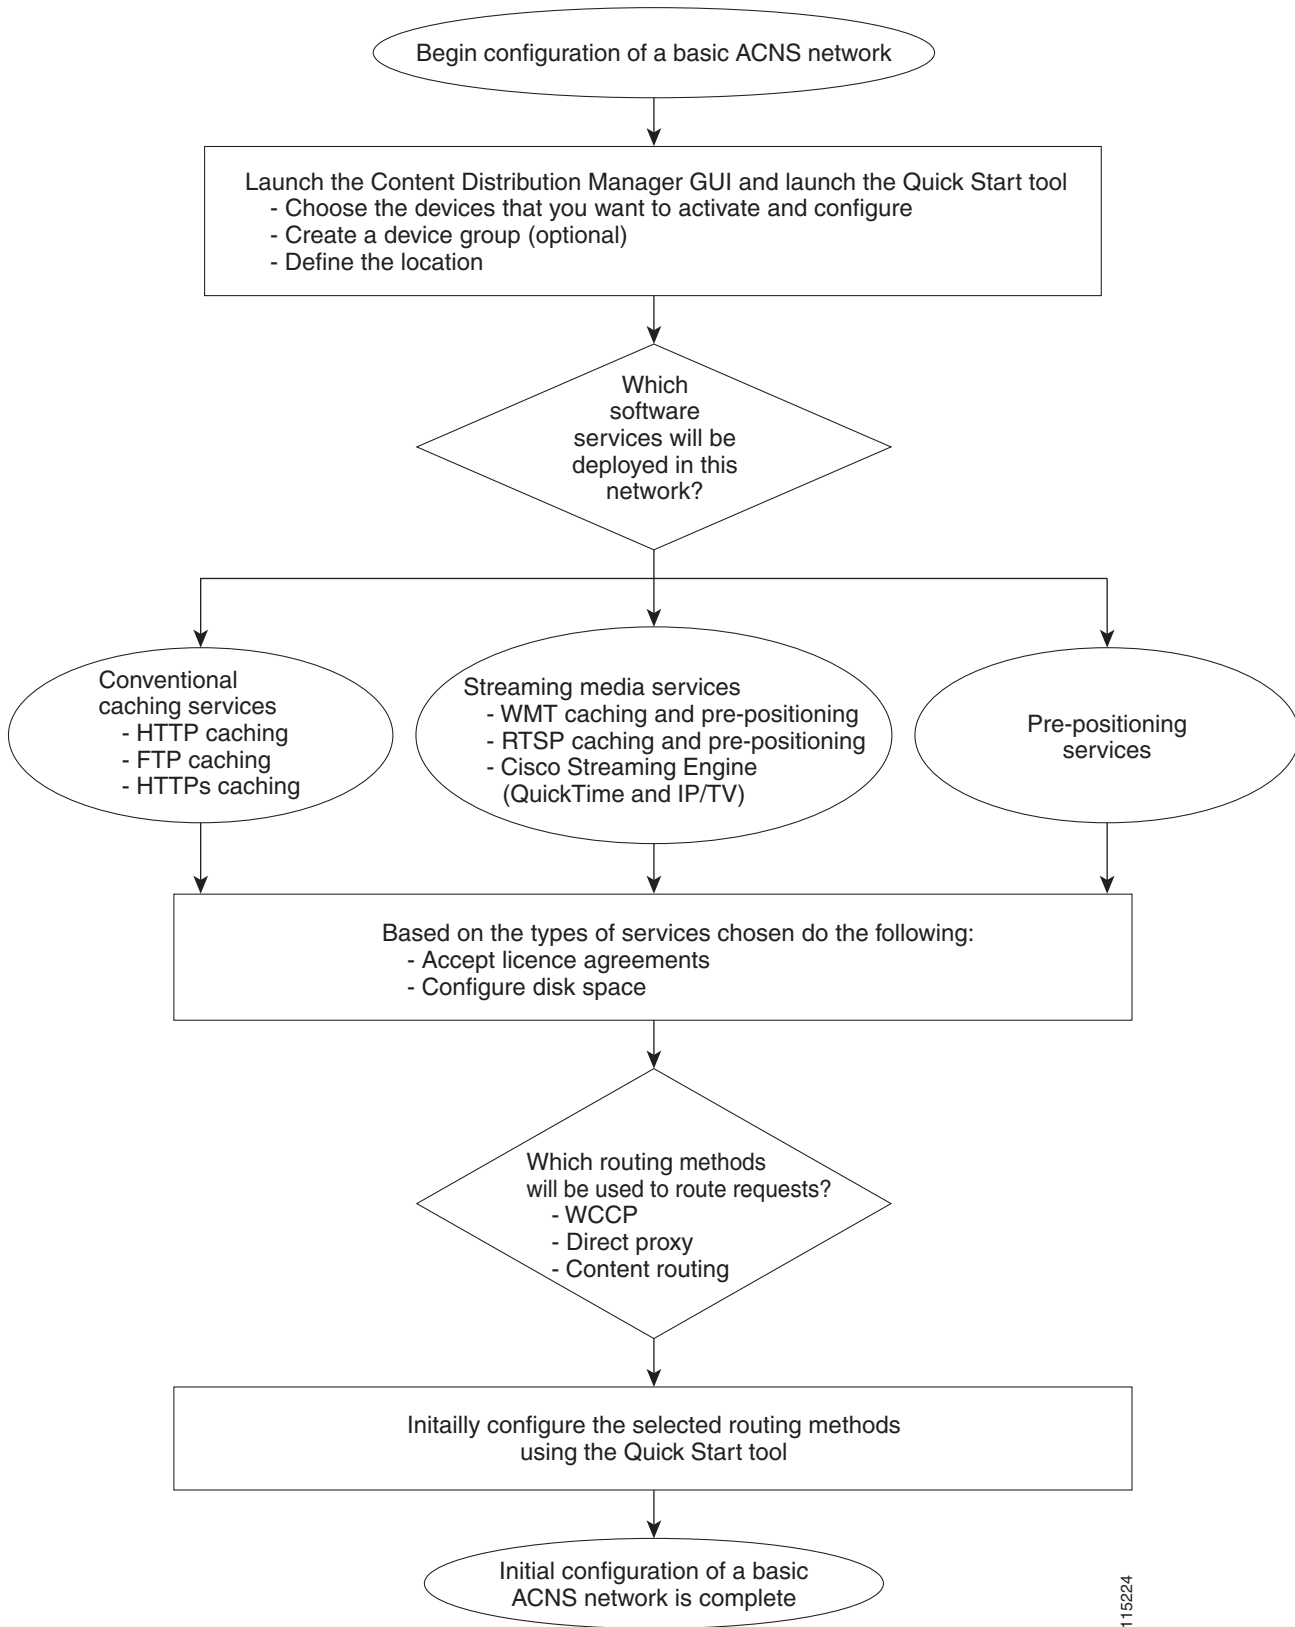 Begin configuration of a basic ACNS network
Launch the Content Distribution Manager GUI and launch the Quick Start tool
- Choose the devices that you want to activate and configure
- Create a device group (optional)
- Define the location
Which
software
services will be
deployed in this
network?
Conventional
caching services
- HTTP caching
- FTP caching
- HTTPs caching
Streaming media services
- WMT caching and pre-positioning
- RTSP caching and pre-positioning
- Cisco Streaming Engine
(QuickTime and IP/TV)
Pre-positioning
services
Based on the types of services chosen do the following:
- Accept licence agreements
- Configure disk space
Which routing methods
will be used to route requests?
- WCCP
- Direct proxy
- Content routing
Initailly configure the selected routing methods
using the Quick Start tool
Initial configuration of a basic
ACNS network is complete
115224